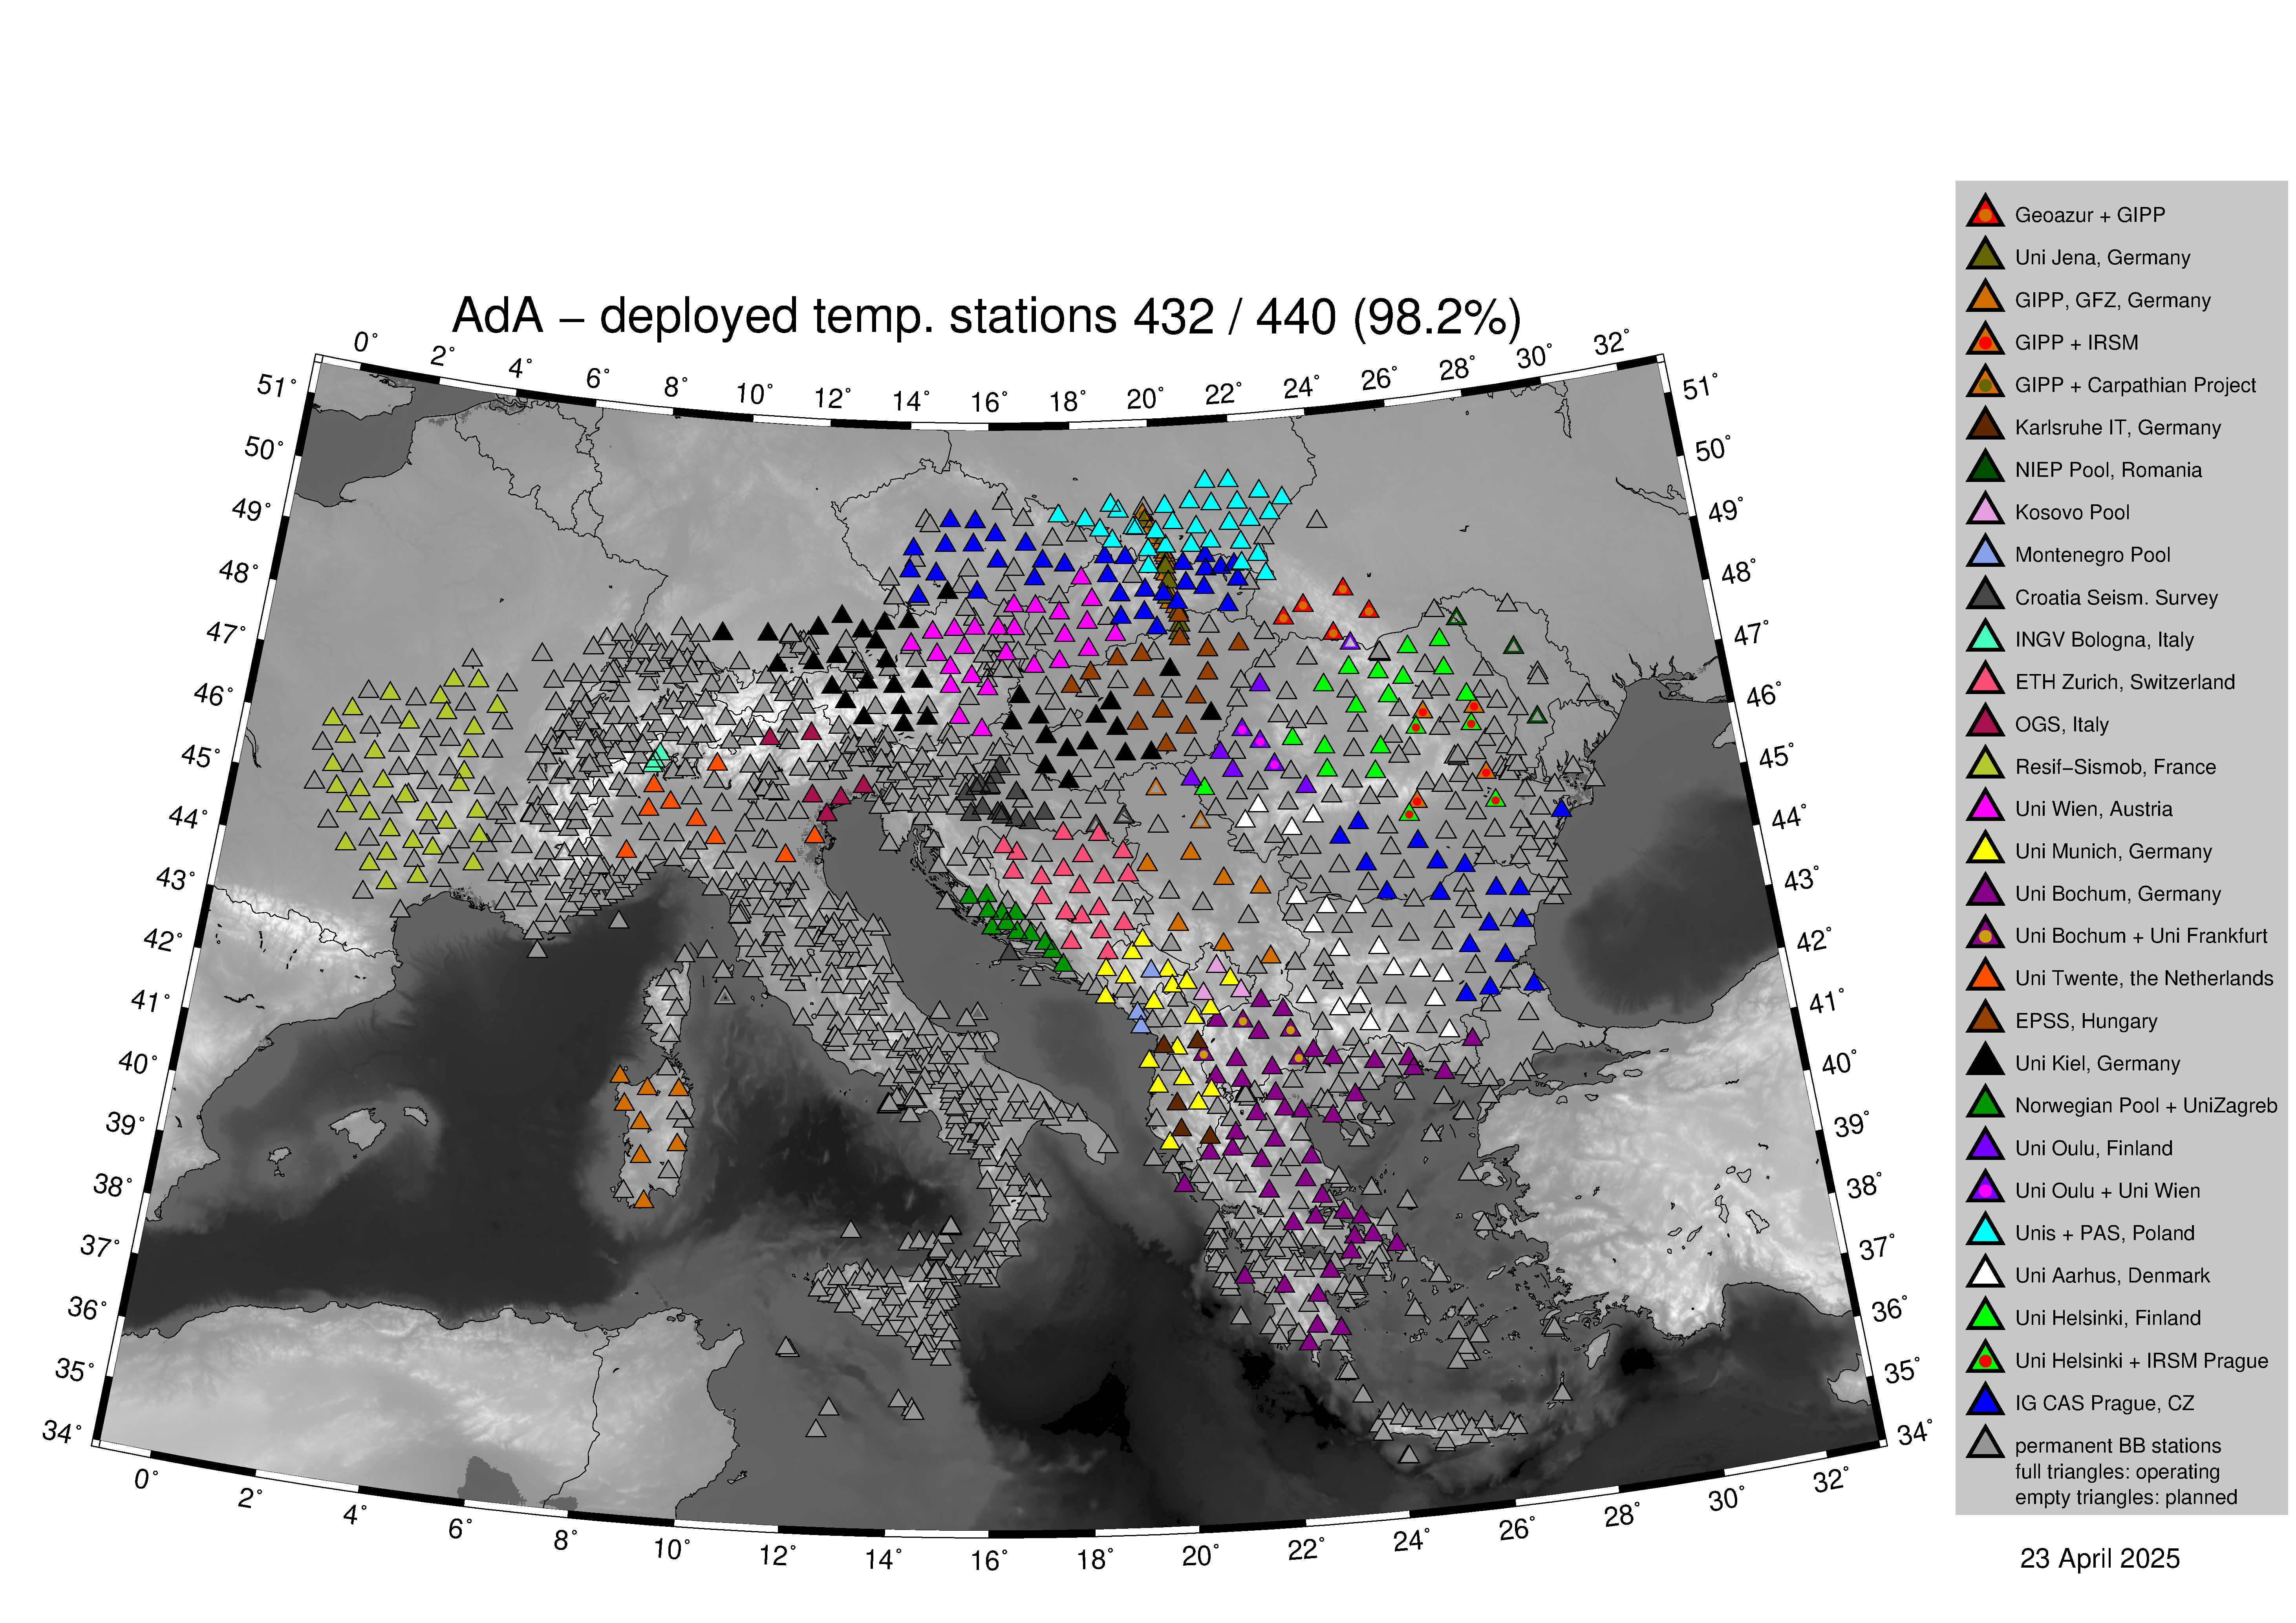 AdA – deployed temp. stations 432 / 440 (98.2%)
0° 2° 4° 6° 8° 10° 12° 14° 16° 18° 20° 22° 24° 26° 28° 30° 32°
51° 51°
50° 50°
49° 49°
48° 48°
47° 47°
46° 46°
45° 45°
44° 44°
43° 43°
42° 42°
41° 41°
40° 40°
39° 39°
38° 38°
37° 37°
36° 36°
35° 35°
34° 34°
0° 2° 4° 6° 8° 10° 12° 14° 16° 18° 20° 22° 24° 26° 28° 30° 32°
Geoazur + GIPP
Uni Jena, Germany
GIPP, GFZ, Germany
GIPP + IRSM
GIPP + Carpathian Project
Karlsruhe IT, Germany
NIEP Pool, Romania
Kosovo Pool
Montenegro Pool
Croatia Seism. Survey
INGV Bologna, Italy
ETH Zurich, Switzerland
OGS, Italy
Resif–Sismob, France
Uni Wien, Austria
Uni Munich, Germany
Uni Bochum, Germany
Uni Bochum + Uni Frankfurt
Uni Twente, the Netherlands
EPSS, Hungary
Uni Kiel, Germany
Norwegian Pool + UniZagreb
Uni Oulu, Finland
Uni Oulu + Uni Wien
Unis + PAS, Poland
Uni Aarhus, Denmark
Uni Helsinki, Finland
Uni Helsinki + IRSM Prague
IG CAS Prague, CZ
permanent BB stations
full triangles: operating
empty triangles: planned
23 April 2025